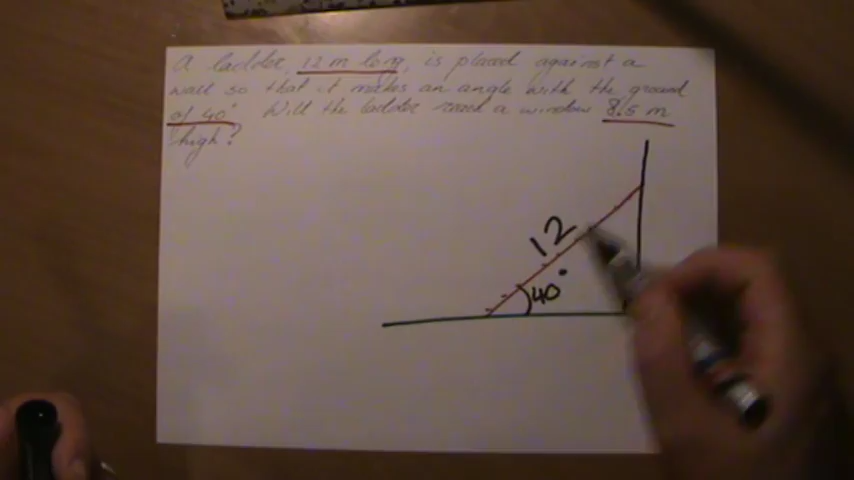 A ladder, 12 m long, is placed against a
wall so that it makes an angle with the ground
of 40° Will the ladder reach a window 8.5 m
high?
12
40°